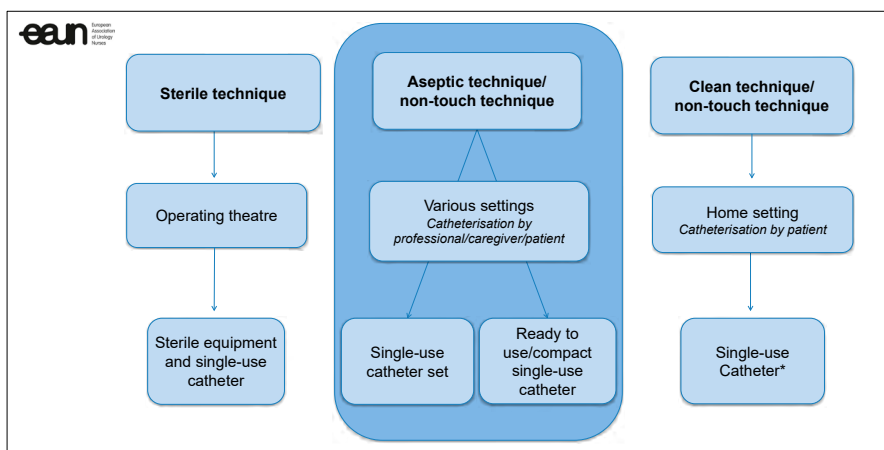 eaun
European
Association
of Urology
Nurses
Sterile technique
Operating theatre
Sterile equipment
and single-use
catheter
Aseptic technique/
non-touch technique
Various settings
Catheterisation by
professional/caregiver/patient
Single-use
catheter set
Ready to
use/compact
single-use
catheter
Clean technique/
non-touch technique
Home setting
Catheterisation by patient
Single-use
Catheter*